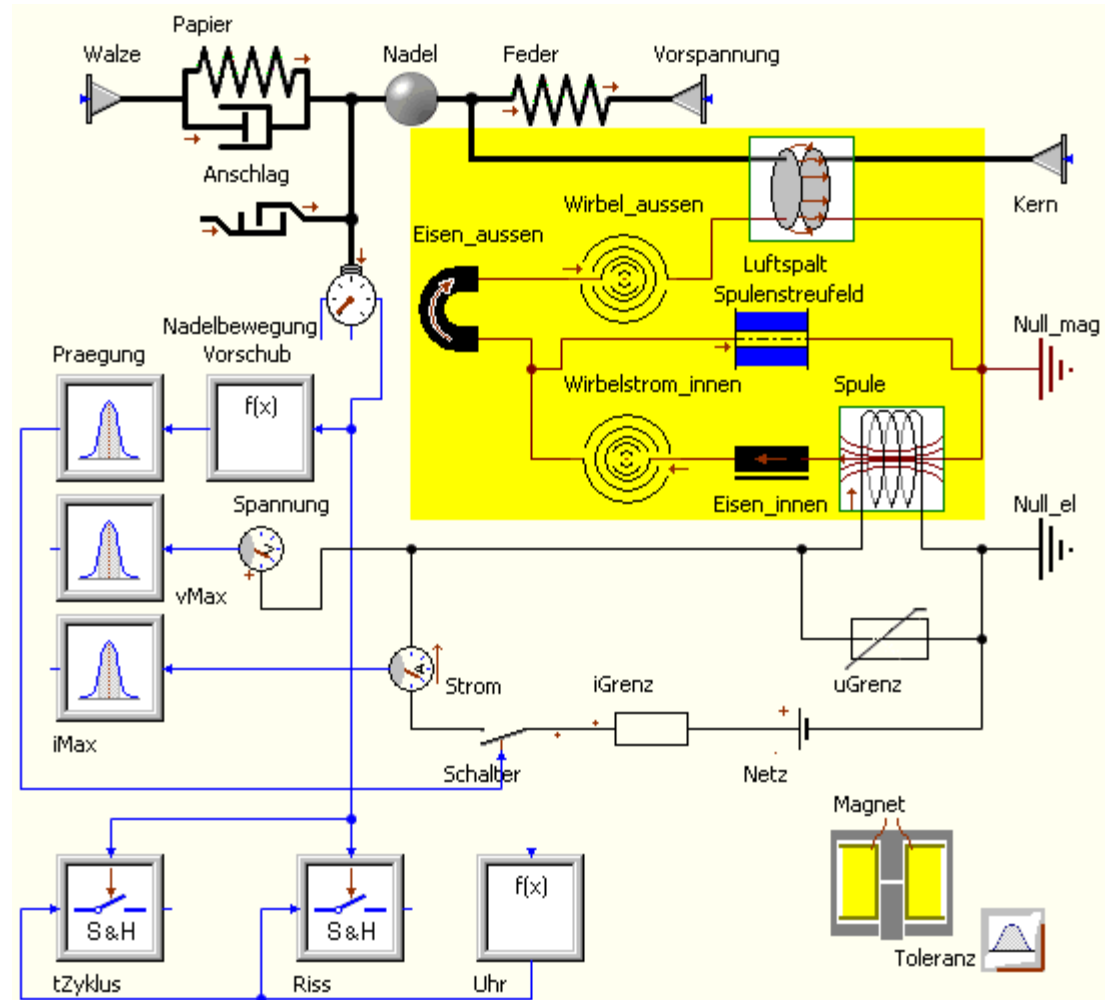 Papier
Walze
Nadel
Feder
Vorspannung
Anschlag
Wirbel_aussen
Kern
Eisen_aussen
Luftspalt
Spulenstreufeld
Nadelbewegung
Null_mag
Praegung
Vorschub
Wirbelstrom_innen
Spule
f(x)
Spannung
Eisen_innen
Null_el
V
vMax
A
Strom
iGrenz
uGrenz
iMax
Schalter
Netz
Magnet
f(x)
S&H
S&H
Toleranz
tZyklus
Riss
Uhr